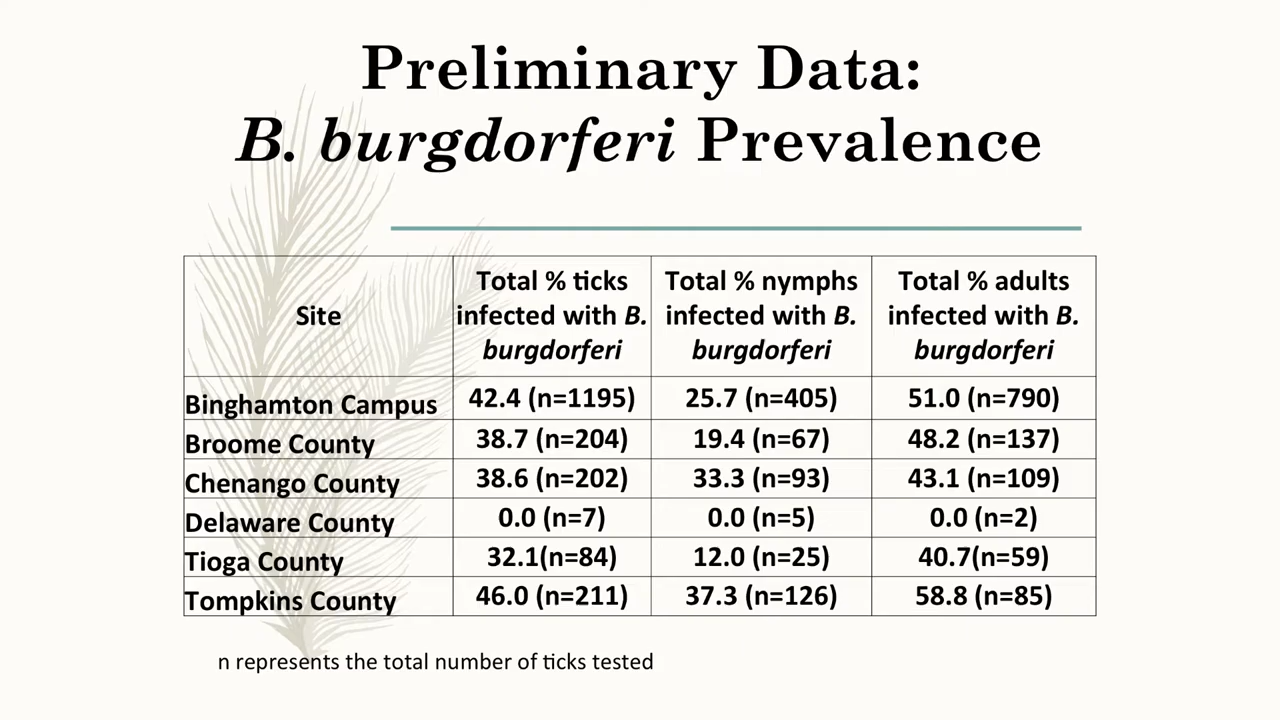 Preliminary Data:
B. burgdorferi Prevalence
Site
Total % ticks
infected with B.
burgdorferi
Total % nymphs
infected with B.
burgdorferi
Total % adults
infected with B.
burgdorferi
Binghamton Campus 42.4 (n=1195) 25.7 (n=405) 51.0 (n=790)
Broome County 38.7 (n=204) 19.4 (n=67) 48.2 (n=137)
Chenango County 38.6 (n=202) 33.3 (n=93) 43.1 (n=109)
Delaware County 0.0 (n=7) 0.0 (n=5) 0.0 (n=2)
Tioga County 32.1(n=84) 12.0 (n=25) 40.7(n=59)
Tompkins County 46.0 (n=211) 37.3 (n=126) 58.8 (n=85)
n represents the total number of ticks tested